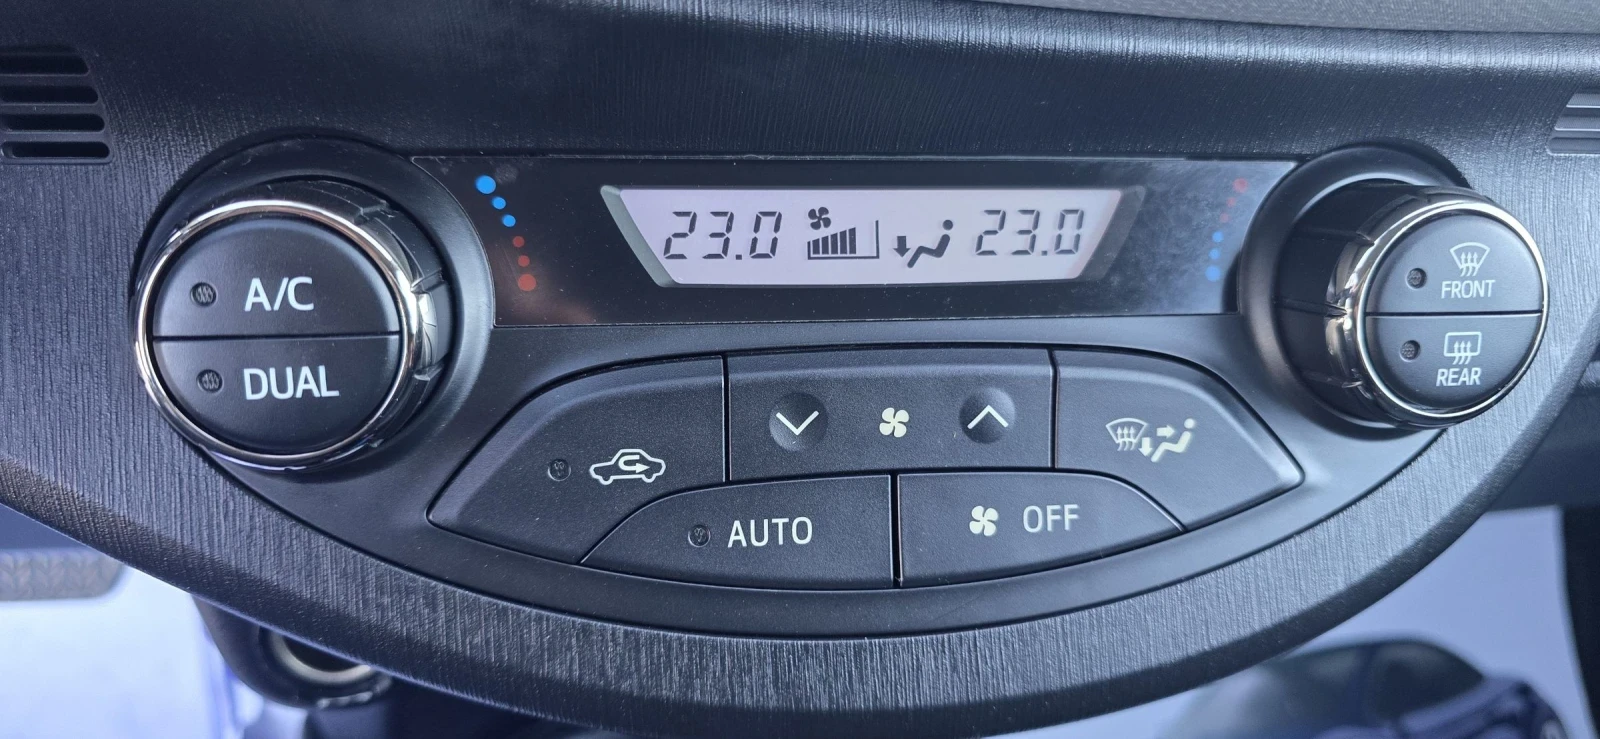 23.0 23.0
A/C
DUAL
FRONT
REAR
AUTO
OFF